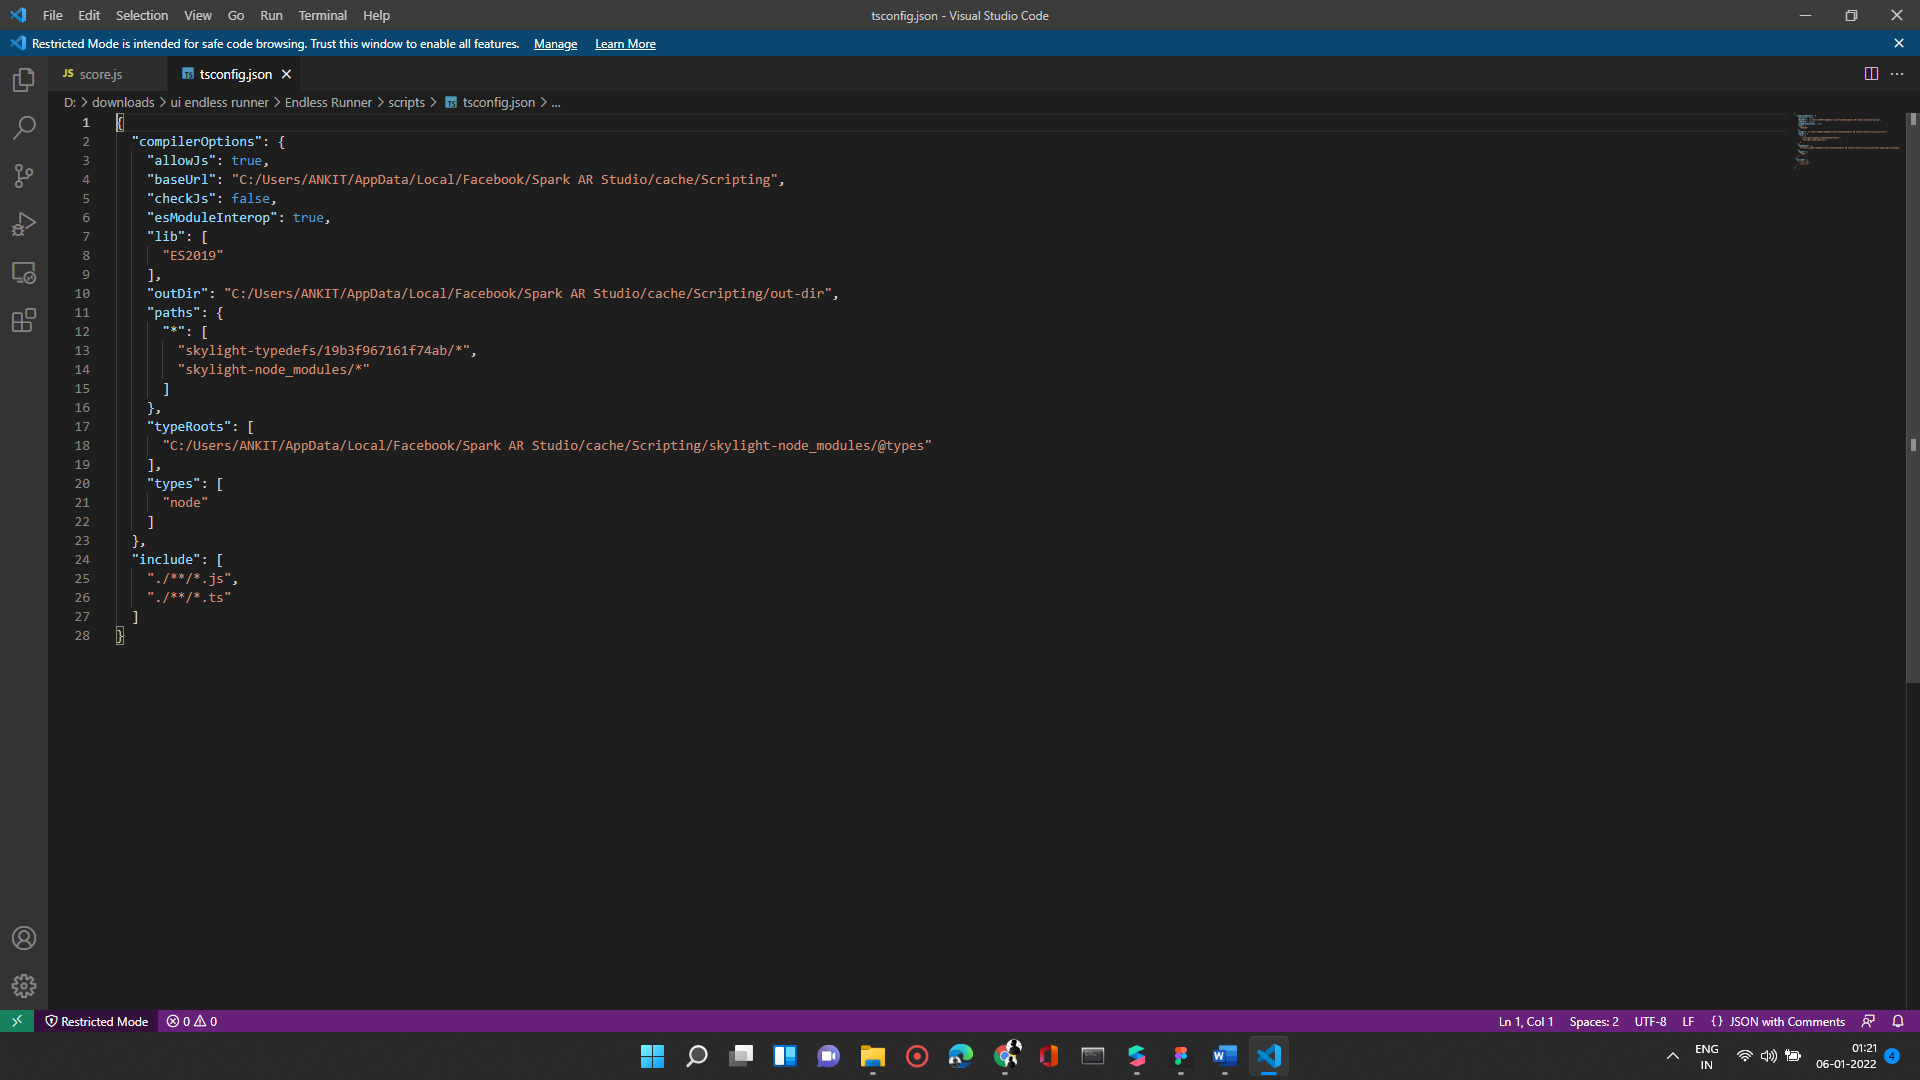 File Edit Selection View Go Run Terminal Help
tsconfig.json - Visual Studio Code
Restricted Mode is intended for safe code browsing. Trust this window to enable all features. Manage Learn More
JS score.js TS tsconfig.json
D: > downloads > ui endless runner > Endless Runner > scripts > TS tsconfig.json > ...
1 {
2 "compilerOptions": {
3 "allowJs": true,
4 "baseUrl": "C:/Users/ANKIT/AppData/Local/Facebook/Spark AR Studio/cache/Scripting",
5 "checkJs": false,
6 "esModuleInterop": true,
7 "lib": [
8 "ES2019"
9 ],
10 "outDir": "C:/Users/ANKIT/AppData/Local/Facebook/Spark AR Studio/cache/Scripting/out-dir",
11 "paths": {
12 "*": [
13 "skylight-typedefs/19b3f967161f74ab/*",
14 "skylight-node_modules/*"
15 ]
16 },
17 "typeRoots": [
18 "C:/Users/ANKIT/AppData/Local/Facebook/Spark AR Studio/cache/Scripting/skylight-node_modules/@types"
19 ],
20 "types": [
21 "node"
22 ]
23 },
24 "include": [
25 "./**/*.js",
26 "./**/*.ts"
27 ]
28 }
Restricted Mode 0 0 Ln 1, Col 1 Spaces: 2 UTF-8 LF {} JSON with Comments
ENG
IN
01:21
06-01-2022
4